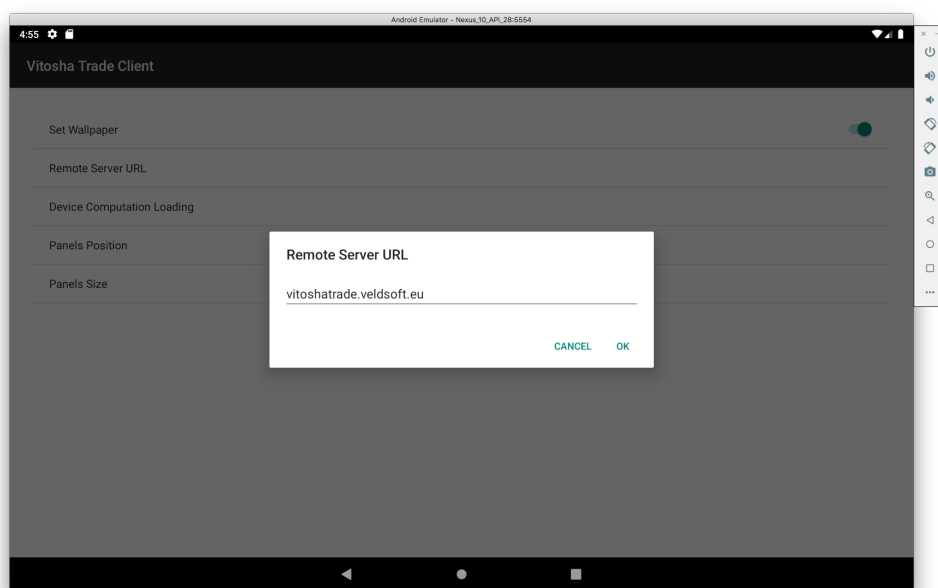 Android Emulator - Nexus_10_API_28:5554
4:55
Vitosha Trade Client
Set Wallpaper
Remote Server URL
Device Computation Loading
Panels Position
Panels Size
Remote Server URL
vitoshatrade.veldsoft.eu
CANCEL OK